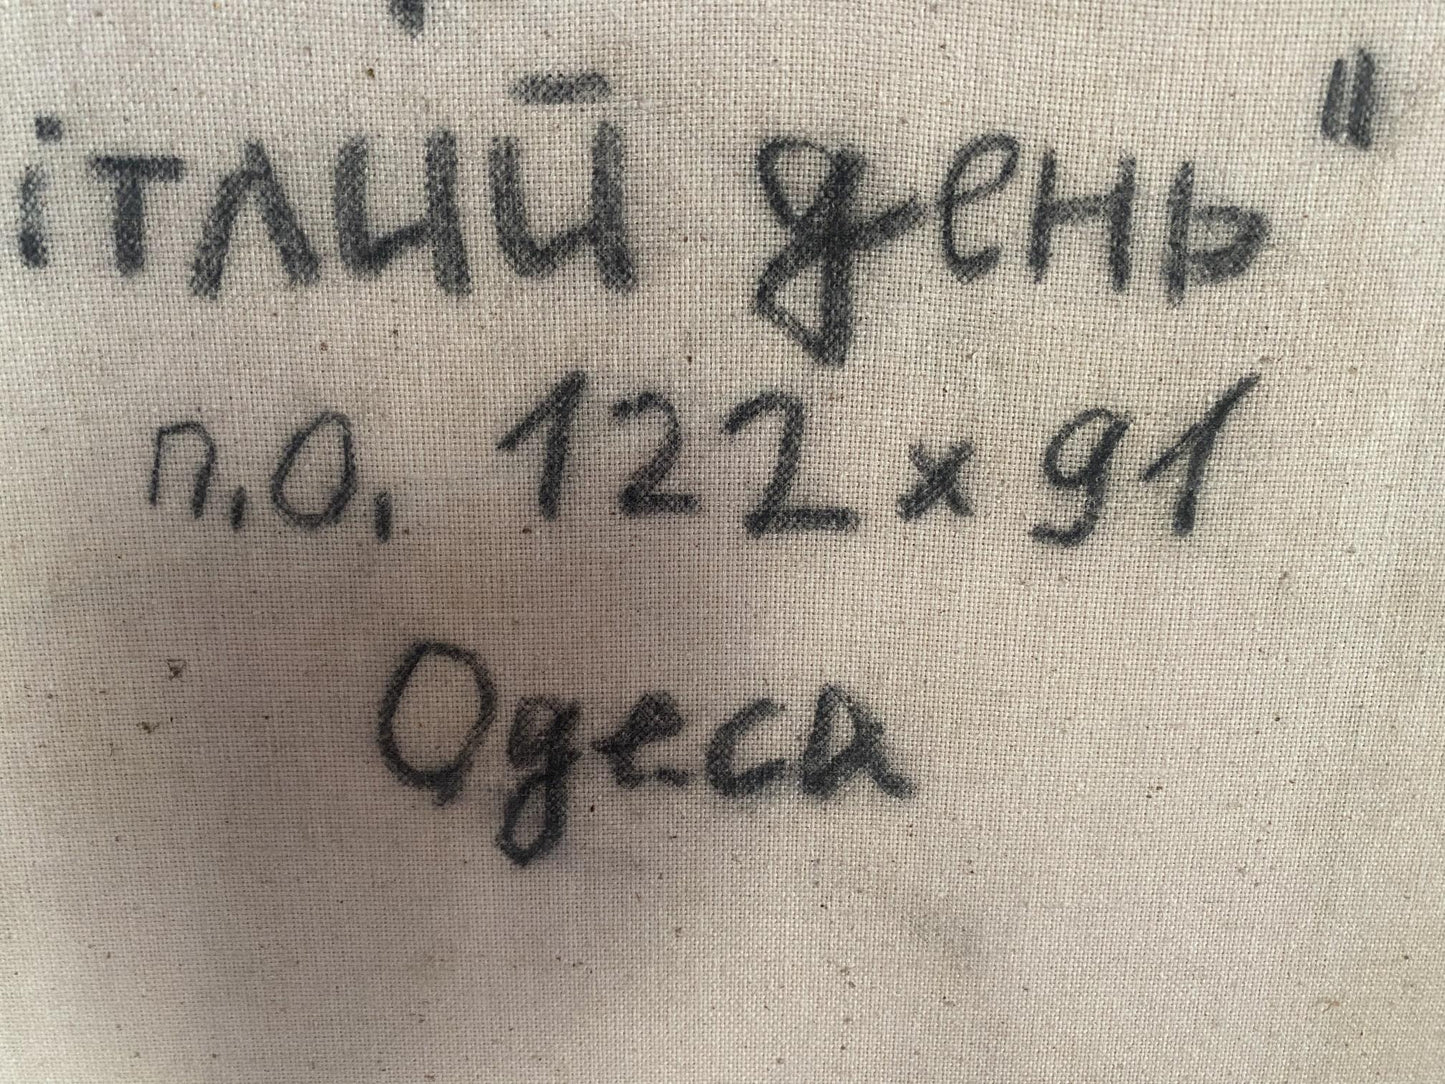 ітлий день"
п.о. 122×91
Одеса